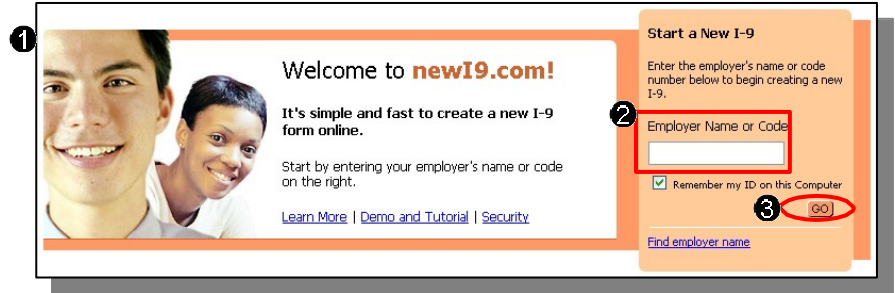 1
Welcome to newI9.com!
It's simple and fast to create a new I-9
form online.
Start by entering your employer's name or code
on the right.
Learn More | Demo and Tutorial | Security
Start a New I-9
Enter the employer's name or code
number below to begin creating a new
I-9.
2
Employer Name or Code
Remember my ID on this Computer
3
GO
Find employer name